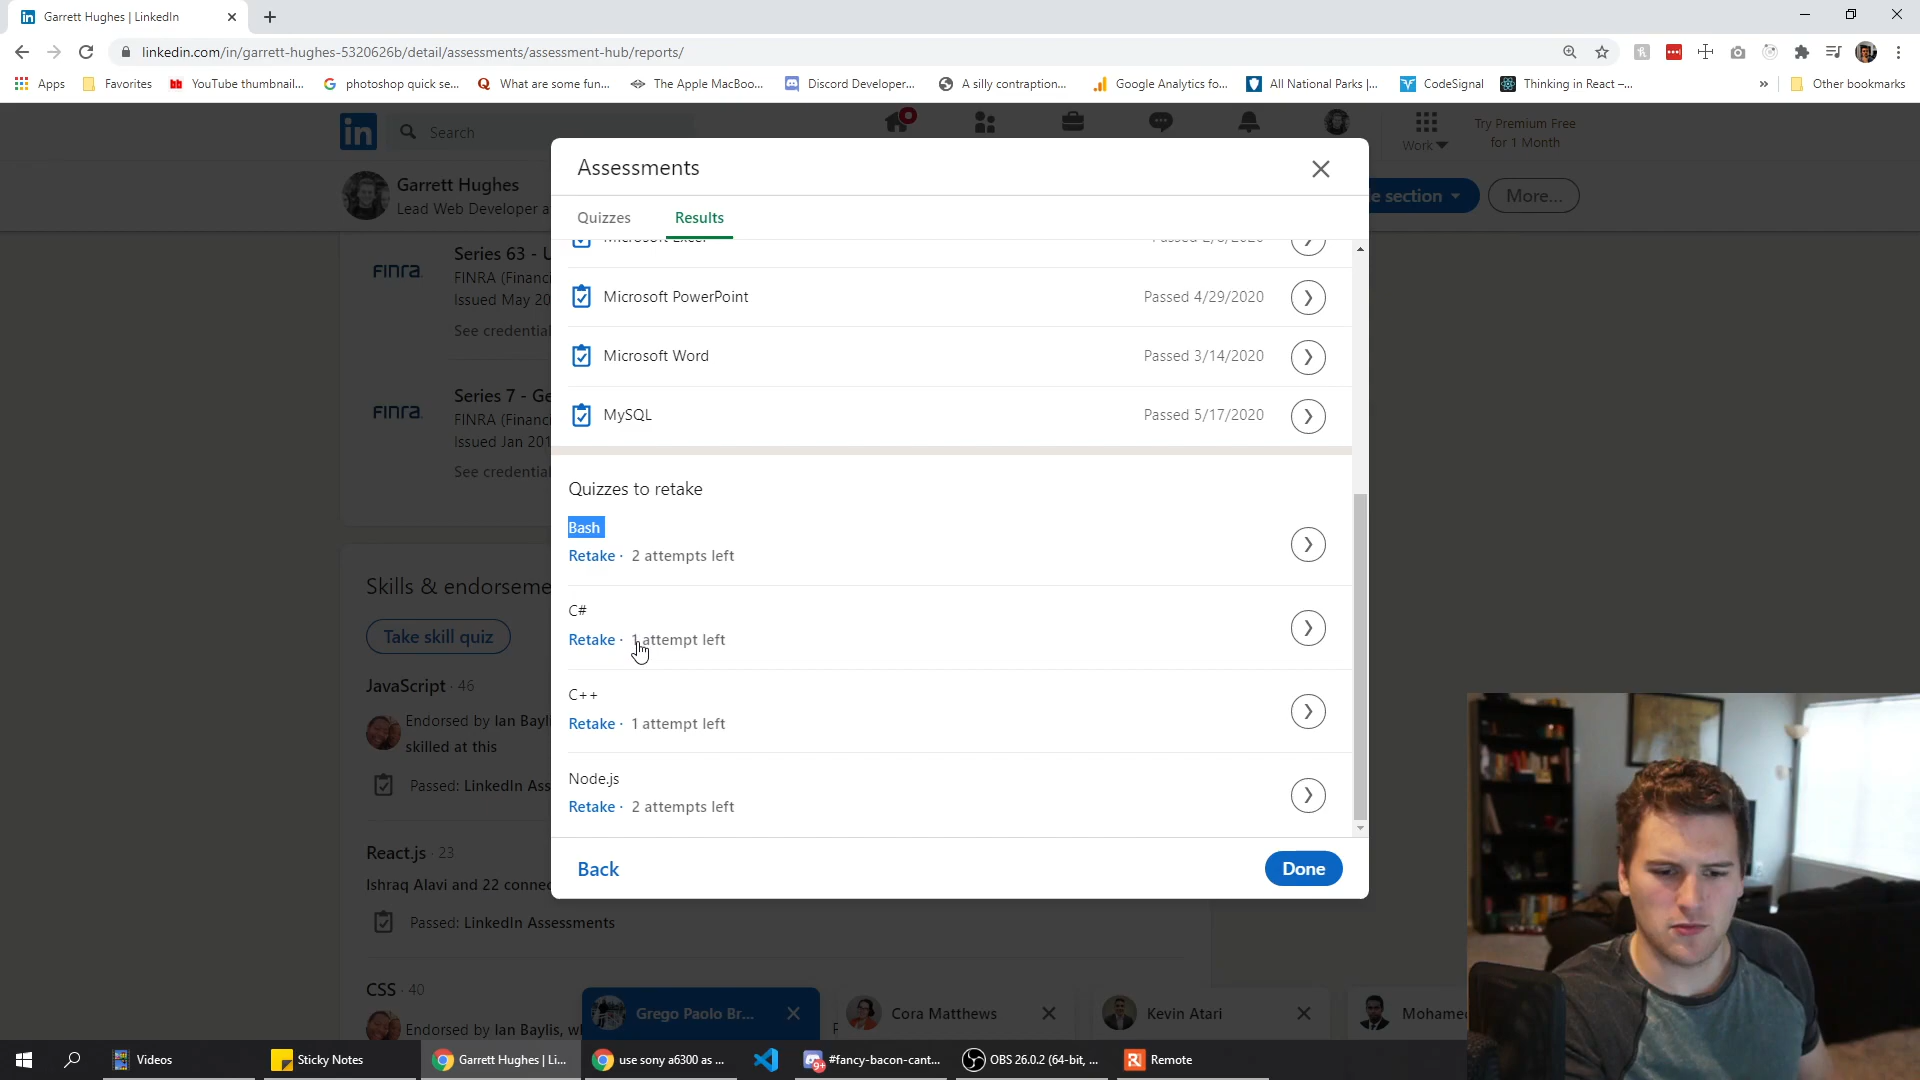 Garrett Hughes | LinkedIn
linkedin.com/in/garrett-hughes-5320626b/detail/assessments/assessment-hub/reports/
Apps Favorites YouTube thumbnail... photoshop quick se... What are some fun... The Apple MacBoo... Discord Developer... A silly contraption... Google Analytics fo... All National Parks |... CodeSignal Thinking in React –... » Other bookmarks
in Search
Work
Try Premium Free
for 1 Month
Garrett Hughes
Lead Web Developer a
e section
More...
Assessments
Quizzes Results
Microsoft Excel
Microsoft PowerPoint Passed 4/29/2020
Microsoft Word Passed 3/14/2020
MySQL Passed 5/17/2020
Quizzes to retake
Bash
Retake · 2 attempts left
C#
Retake · 1 attempt left
C++
Retake · 1 attempt left
Node.js
Retake · 2 attempts left
Back Done
FINRA
Series 63 - U
FINRA (Financ
Issued May 20
See credential
FINRA
Series 7 - Ge
FINRA (Financ
Issued Jan 201
See credential
Skills & endorseme
Take skill quiz
JavaScript · 46
Endorsed by Ian Bayli
skilled at this
Passed: LinkedIn Ass
React.js · 23
Ishraq Alavi and 22 connec
Passed: LinkedIn Assessments
CSS · 40
Endorsed by Ian Baylis, wh
Grego Paolo Br... Cora Matthews Kevin Atari Mohame
Videos Sticky Notes Garrett Hughes | Li... use sony a6300 as ... 9+ #fancy-bacon-cant... OBS 26.0.2 (64-bit, ... Remote